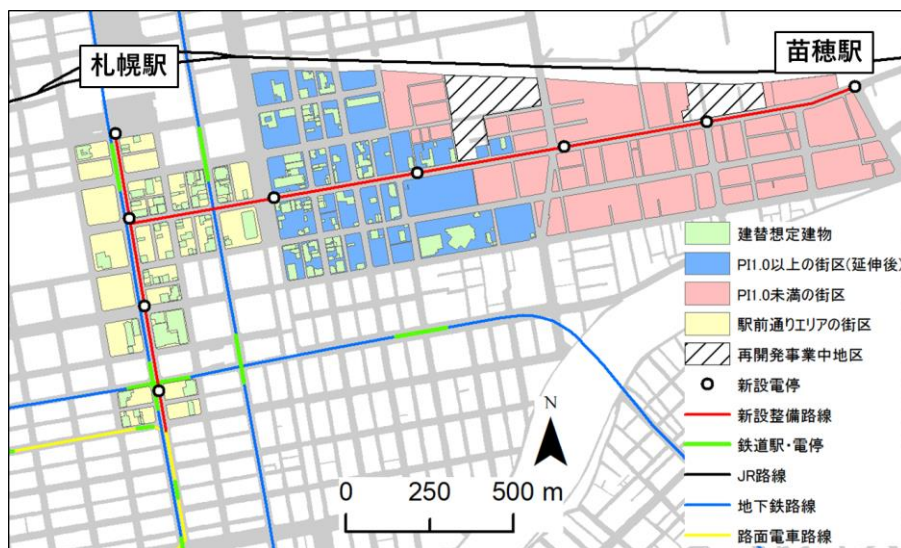 札幌駅
苗穂駅
建替想定建物
PI1.0以上の街区(延伸後)
PI1.0未満の街区
駅前通りエリアの街区
再開発事業中地区
新設電停
新設整備路線
鉄道駅・電停
JR路線
地下鉄路線
路面電車路線
N
0 250 500 m